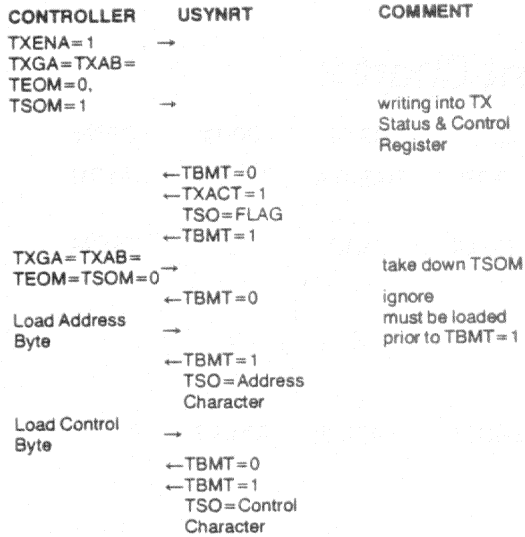 CONTROLLER USYNRT COMMENT
TXENA=1 →
TXGA=TXAB=
TEOM=0,
TSOM=1 → writing into TX
Status & Control
Register
←TBMT=0
←TXACT=1
TSO=FLAG
←TBMT=1
TXGA=TXAB= → take down TSOM
TEOM=TSOM=0
←TBMT=0 ignore
Load Address → must be loaded
Byte prior to TBMT=1
←TBMT=1
TSO=Address
Character
Load Control →
Byte
←TBMT=0
←TBMT=1
TSO=Control
Character